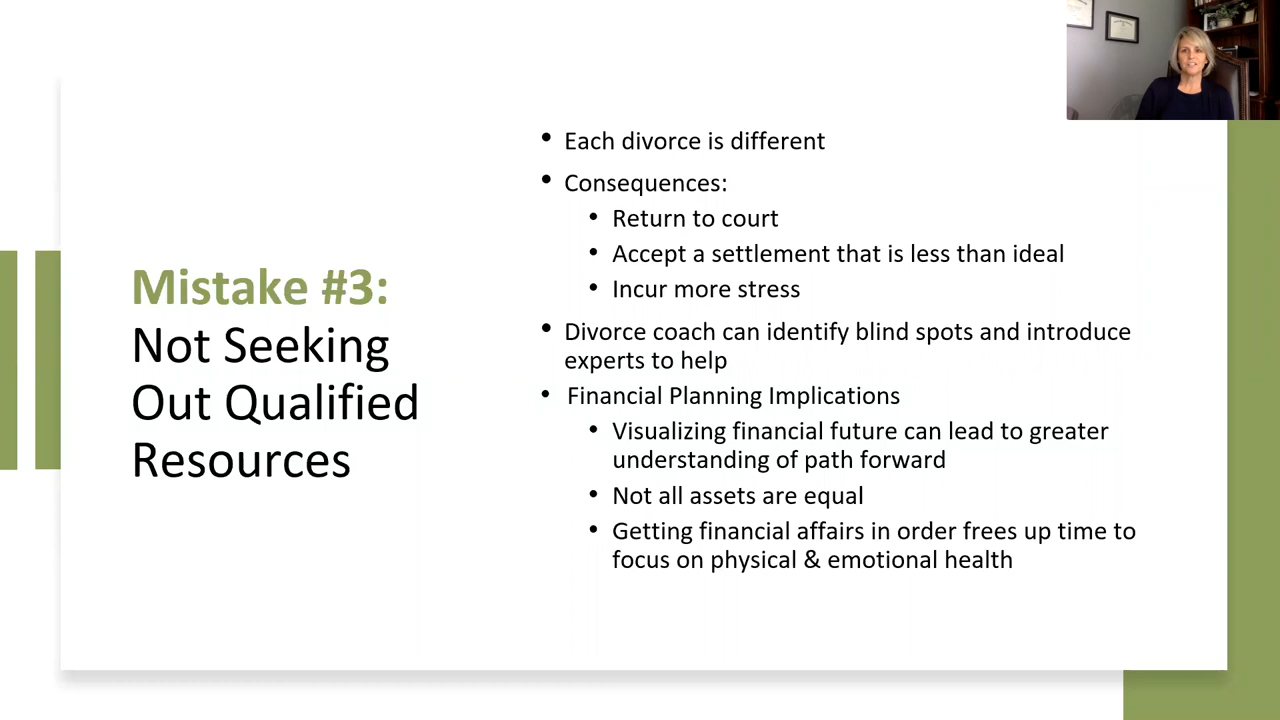 Mistake #3:
Not Seeking
Out Qualified
Resources
• Each divorce is different
• Consequences:
• Return to court
• Accept a settlement that is less than ideal
• Incur more stress
• Divorce coach can identify blind spots and introduce
experts to help
• Financial Planning Implications
• Visualizing financial future can lead to greater
understanding of path forward
• Not all assets are equal
• Getting financial affairs in order frees up time to
focus on physical & emotional health